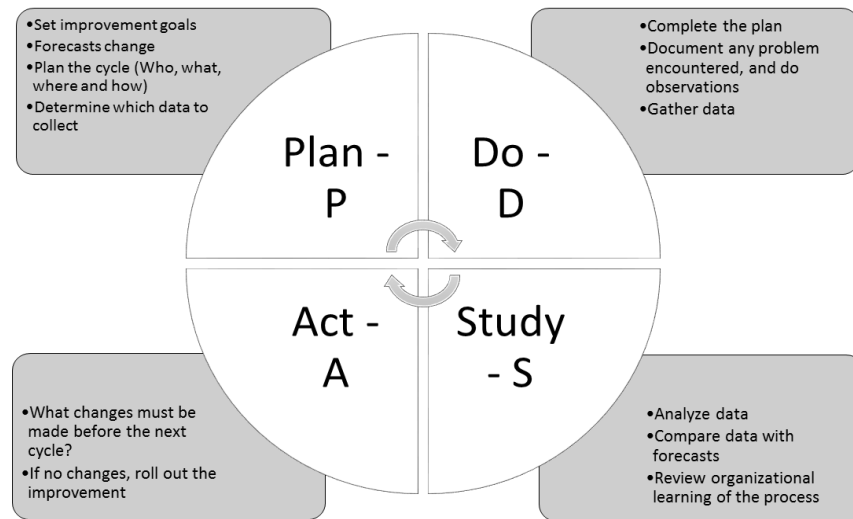 •Set improvement goals
•Forecasts change
•Plan the cycle (Who, what,
where and how)
•Determine which data to
collect
•Complete the plan
•Document any problem
encountered, and do
observations
•Gather data
Plan -
P
Do -
D
Act -
A
Study
- S
•What changes must be
made before the next
cycle?
•If no changes, roll out the
improvement
•Analyze data
•Compare data with
forecasts
•Review organizational
learning of the process